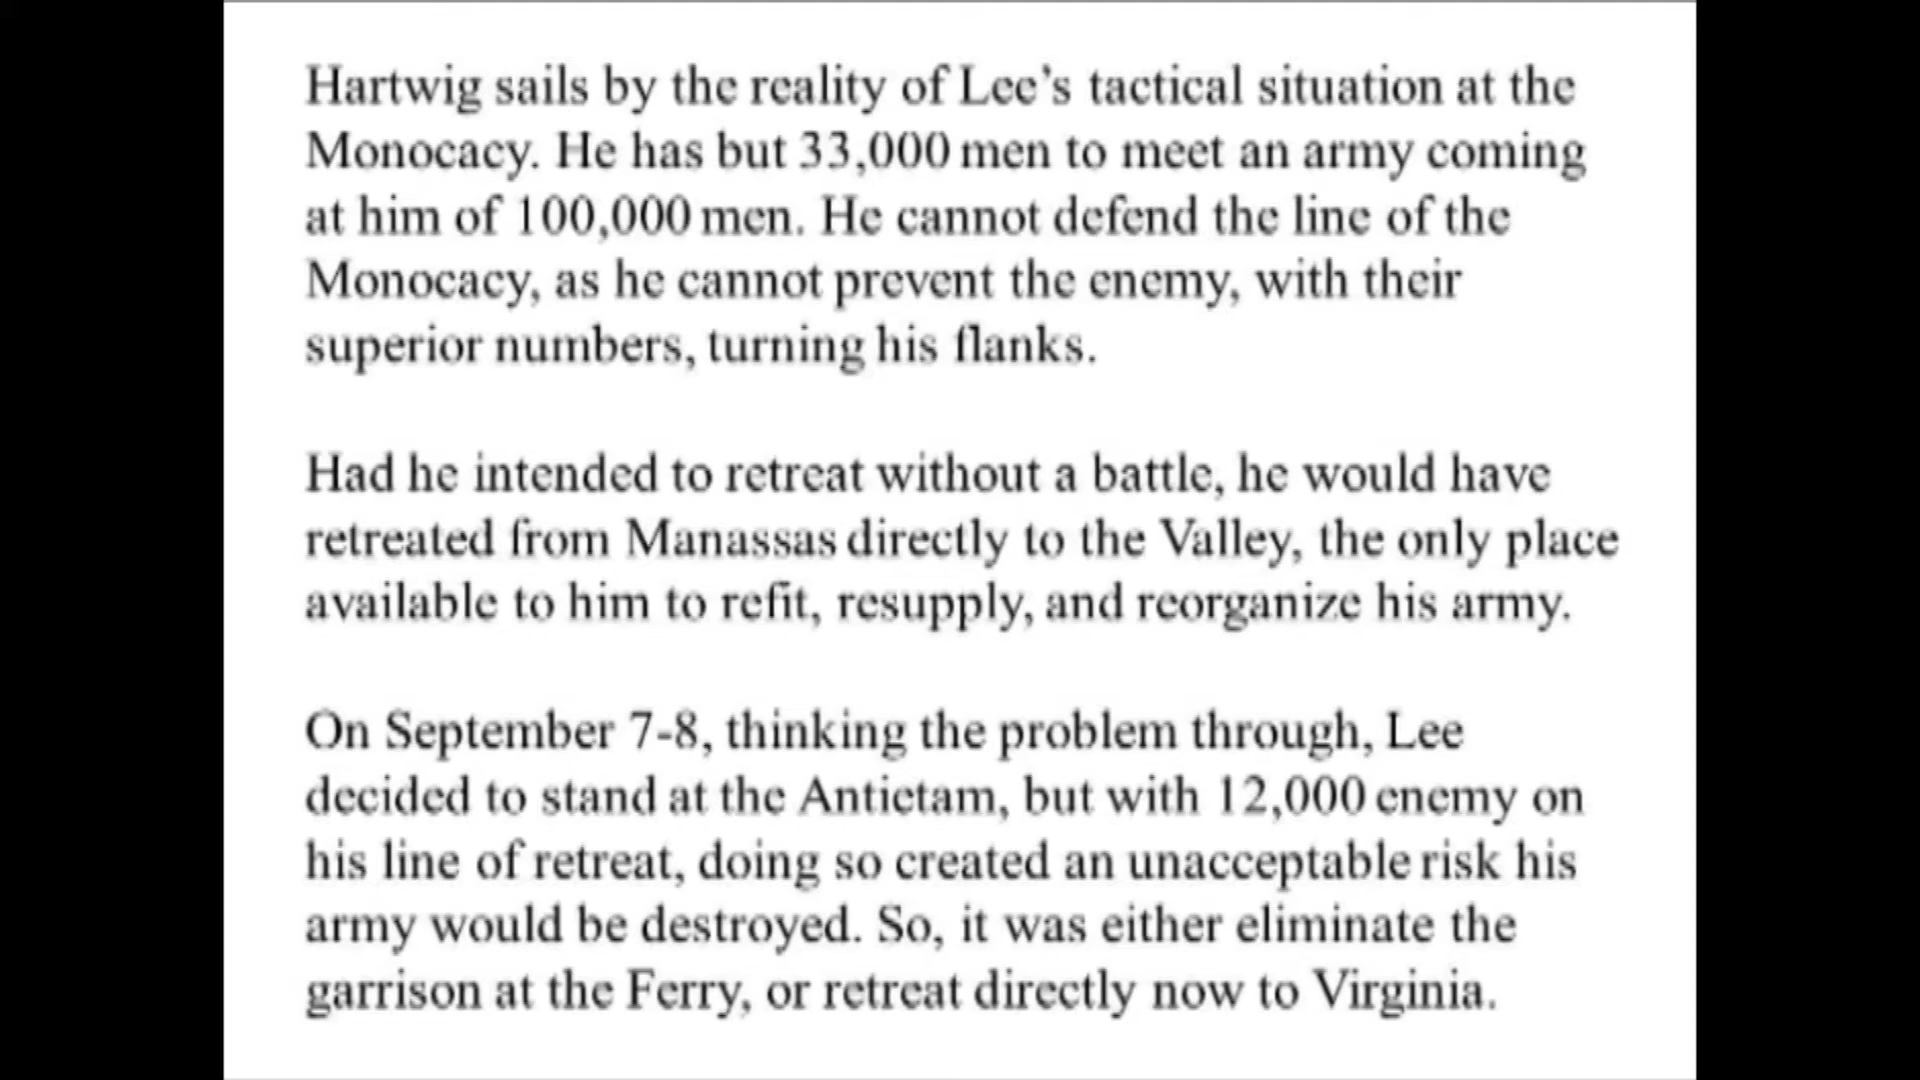 Hartwig sails by the reality of Lee's tactical situation at the
Monocacy. He has but 33,000 men to meet an army coming
at him of 100,000 men. He cannot defend the line of the
Monocacy, as he cannot prevent the enemy, with their
superior numbers, turning his flanks.
Had he intended to retreat without a battle, he would have
retreated from Manassas directly to the Valley, the only place
available to him to refit, resupply, and reorganize his army.
On September 7-8, thinking the problem through, Lee
decided to stand at the Antietam, but with 12,000 enemy on
his line of retreat, doing so created an unacceptable risk his
army would be destroyed. So, it was either eliminate the
garrison at the Ferry, or retreat directly now to Virginia.